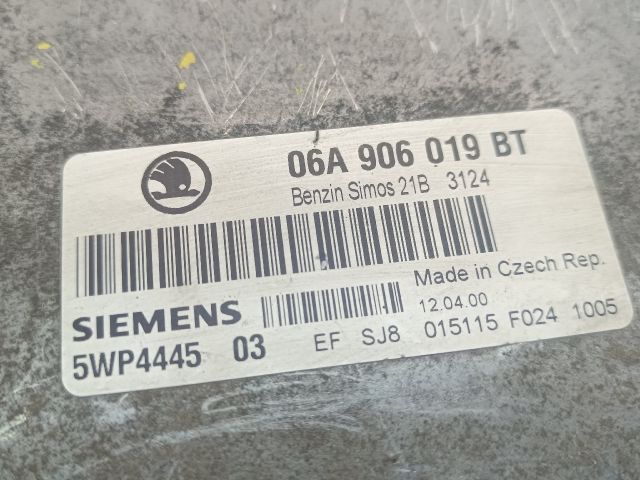 06A 906 019 BT
Benzin Simos 21B 3124
Made in Czech Rep.
SIEMENS 12.04.00
5WP4445 03 EF SJ8 015115 F024 1005